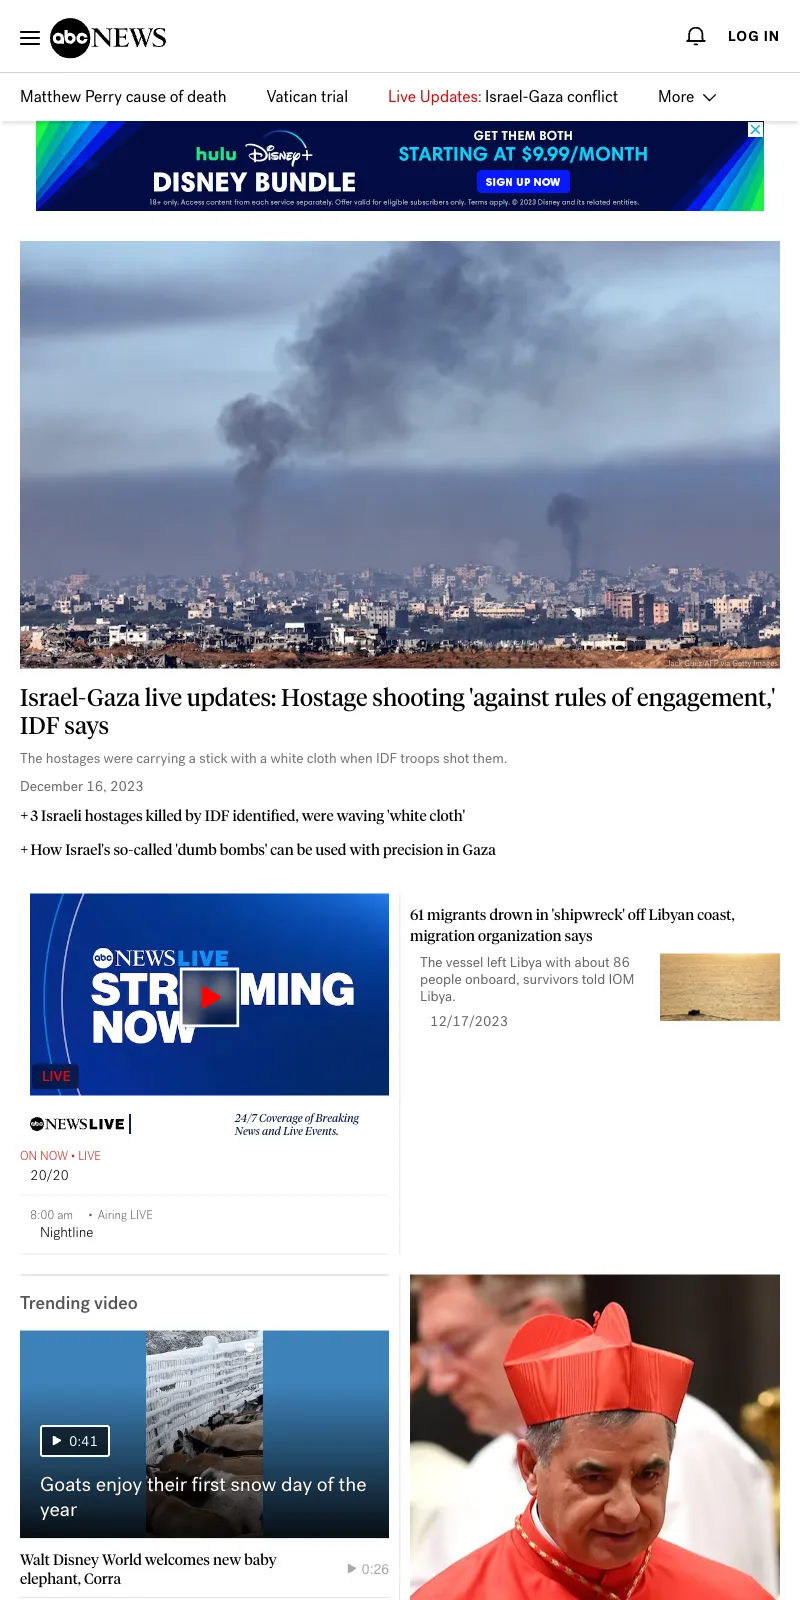 abc NEWS
LOG IN
Matthew Perry cause of death
Vatican trial
Live Updates: Israel-Gaza conflict
More
hulu Disney+
DISNEY BUNDLE
GET THEM BOTH
STARTING AT $9.99/MONTH
SIGN UP NOW
18+ only. Access content from each service separately. Offer valid for eligible subscribers only. Terms apply. © 2023 Disney and its related entities.
Jack Guez/AFP via Getty Images
Israel-Gaza live updates: Hostage shooting 'against rules of engagement,'
IDF says
The hostages were carrying a stick with a white cloth when IDF troops shot them.
December 16, 2023
+ 3 Israeli hostages killed by IDF identified, were waving 'white cloth'
+ How Israel's so-called 'dumb bombs' can be used with precision in Gaza
abc NEWS LIVE
STR MING
NOW
LIVE
abc NEWS LIVE
24/7 Coverage of Breaking
News and Live Events.
ON NOW • LIVE
20/20
8:00 am • Airing LIVE
Nightline
61 migrants drown in 'shipwreck' off Libyan coast,
migration organization says
The vessel left Libya with about 86
people onboard, survivors told IOM
Libya.
12/17/2023
Trending video
0:41
Goats enjoy their first snow day of the
year
Walt Disney World welcomes new baby
elephant, Corra
0:26